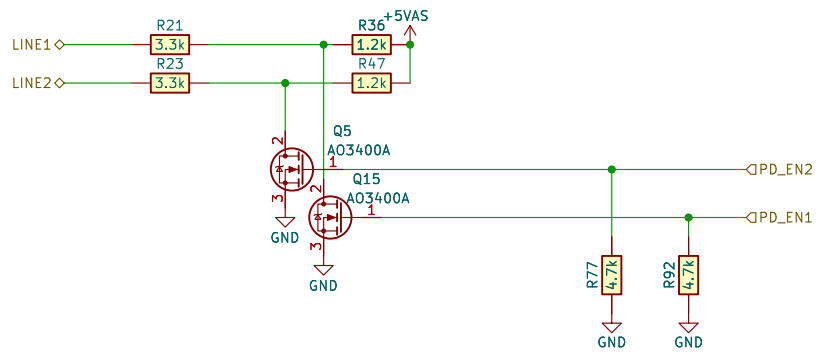 +5VAS
R21
R36
LINE1
3.3k
1.2k
R23
R47
LINE2
3.3k
1.2k
Q5
2
AO3400A
1
PD_EN2
3
Q15
2
AO3400A
1
PD_EN1
GND
3
GND
R77
4.7k
R92
4.7k
GND
GND